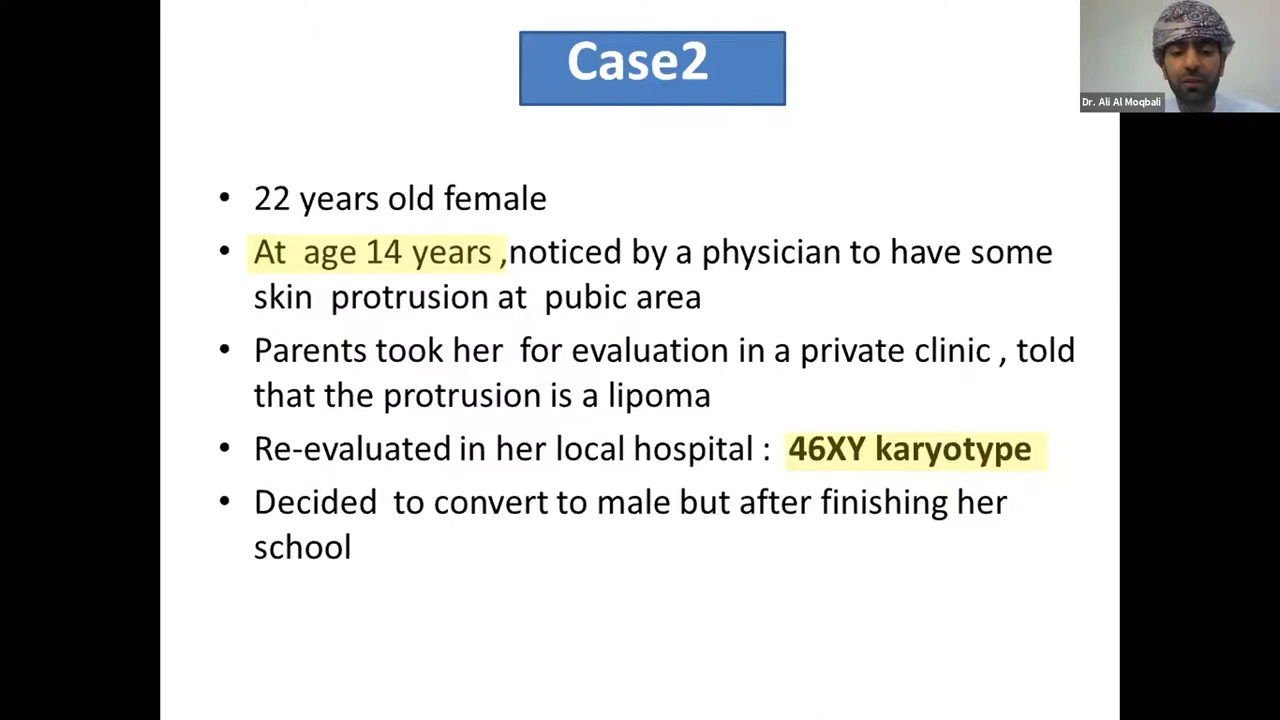 Case2
Dr. Ali Al Moqbali
• 22 years old female
• At  age 14 years ,noticed by a physician to have some
skin  protrusion at  pubic area
• Parents took her  for evaluation in a private clinic , told
that the protrusion is a lipoma
• Re-evaluated in her local hospital :  46XY karyotype
• Decided  to convert to male but after finishing her
school